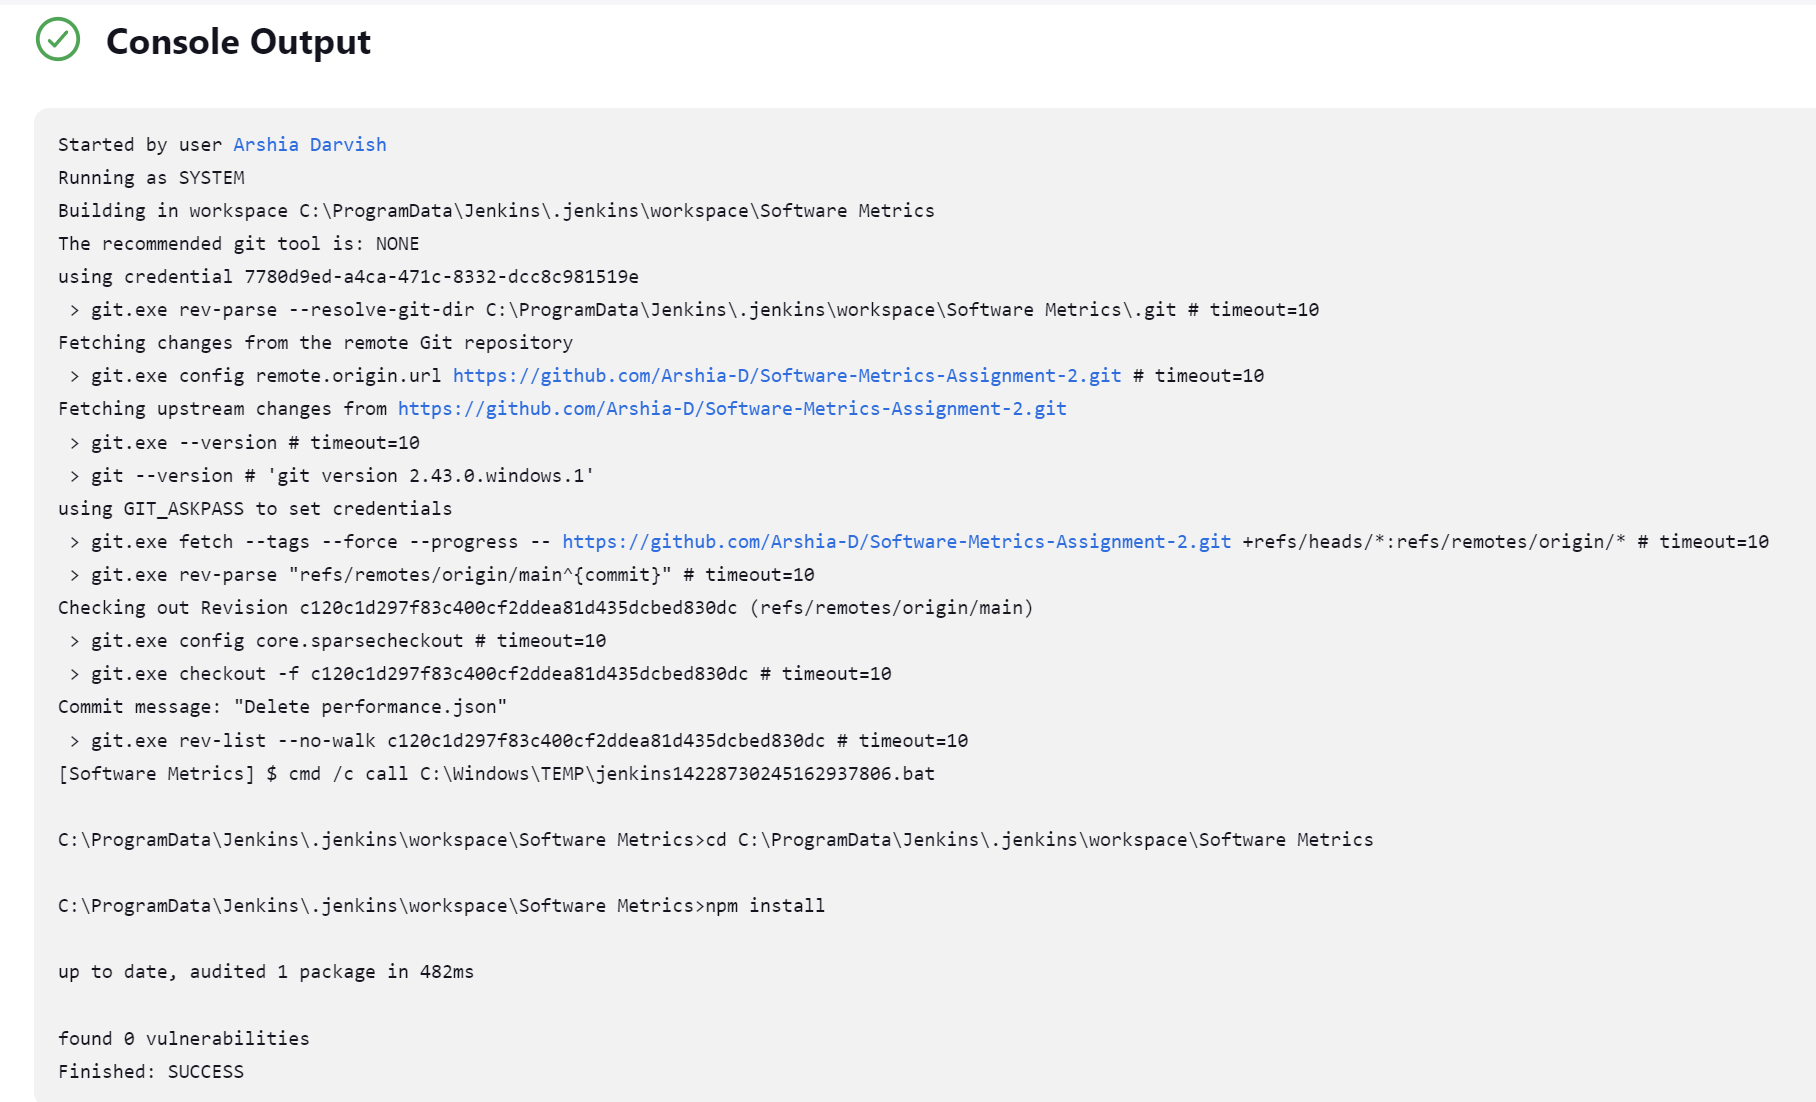 Console Output
Started by user Arshia Darvish
Running as SYSTEM
Building in workspace C:\ProgramData\Jenkins\.jenkins\workspace\Software Metrics
The recommended git tool is: NONE
using credential 7780d9ed-a4ca-471c-8332-dcc8c981519e
 > git.exe rev-parse --resolve-git-dir C:\ProgramData\Jenkins\.jenkins\workspace\Software Metrics\.git # timeout=10
Fetching changes from the remote Git repository
 > git.exe config remote.origin.url https://github.com/Arshia-D/Software-Metrics-Assignment-2.git # timeout=10
Fetching upstream changes from https://github.com/Arshia-D/Software-Metrics-Assignment-2.git
 > git.exe --version # timeout=10
 > git --version # 'git version 2.43.0.windows.1'
using GIT_ASKPASS to set credentials
 > git.exe fetch --tags --force --progress -- https://github.com/Arshia-D/Software-Metrics-Assignment-2.git +refs/heads/*:refs/remotes/origin/* # timeout=10
 > git.exe rev-parse "refs/remotes/origin/main^{commit}" # timeout=10
Checking out Revision c120c1d297f83c400cf2ddea81d435dcbed830dc (refs/remotes/origin/main)
 > git.exe config core.sparsecheckout # timeout=10
 > git.exe checkout -f c120c1d297f83c400cf2ddea81d435dcbed830dc # timeout=10
Commit message: "Delete performance.json"
 > git.exe rev-list --no-walk c120c1d297f83c400cf2ddea81d435dcbed830dc # timeout=10
[Software Metrics] $ cmd /c call C:\Windows\TEMP\jenkins14228730245162937806.bat
C:\ProgramData\Jenkins\.jenkins\workspace\Software Metrics>cd C:\ProgramData\Jenkins\.jenkins\workspace\Software Metrics
C:\ProgramData\Jenkins\.jenkins\workspace\Software Metrics>npm install
up to date, audited 1 package in 482ms
found 0 vulnerabilities
Finished: SUCCESS